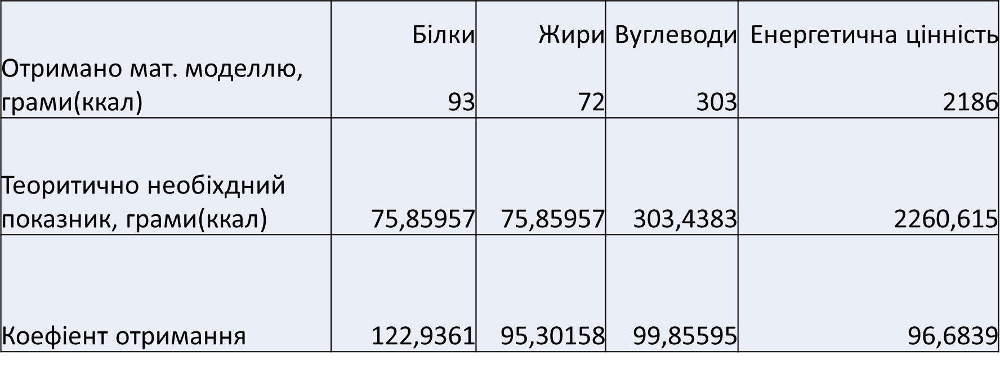 Білки Жири Вуглеводи Енергетична цінність
Отримано мат. моделлю,
грами(ккал) 93 72 303 2186
Теоритично необіхдний
показник, грами(ккал) 75,85957 75,85957 303,4383 2260,615
Коефіент отримання 122,9361 95,30158 99,85595 96,6839